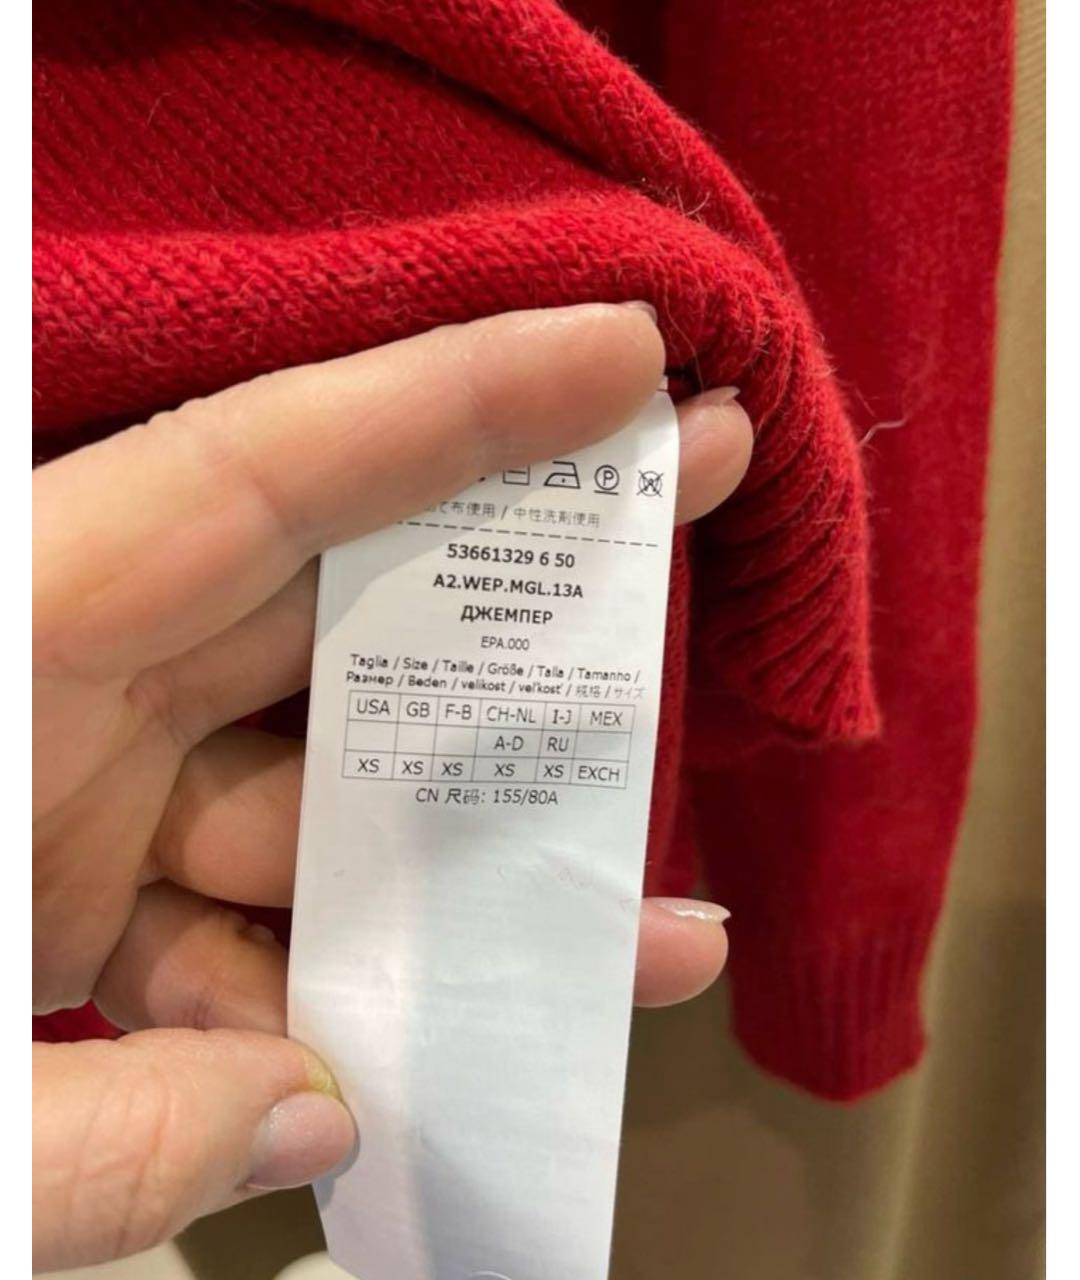 P W
て布使用 / 中性洗剤使用
53661329 6 50
A2.WEP.MGL.13A
ДЖЕМПЕР
EPA.000
Taglia / Size / Taille / Größe / Talla / Tamanho /
Размер / Beden / velikost / veľkosť / 規格 / サイズ
USA GB F-B CH-NL I-J MEX
A-D RU
XS XS XS XS XS EXCH
CN 尺码: 155/80A